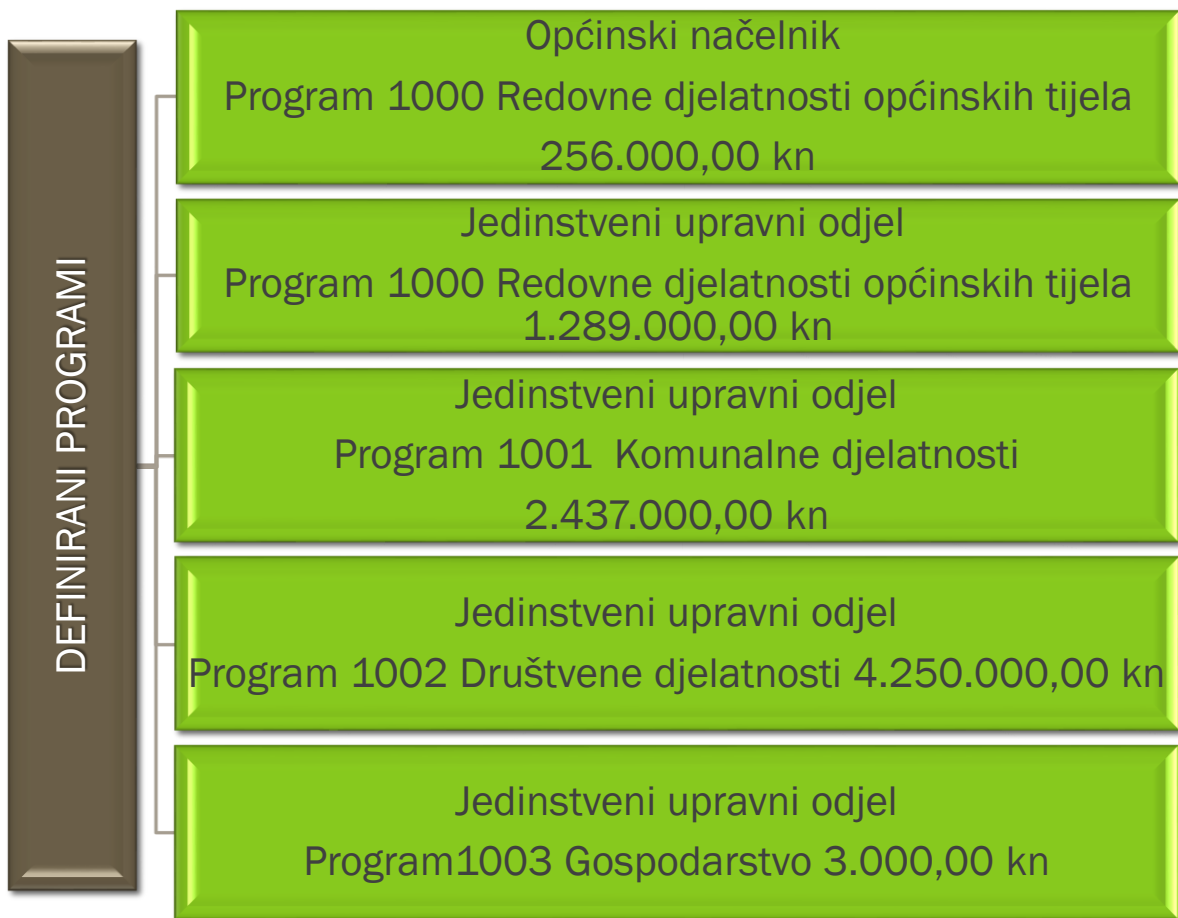 DEFINIRANI PROGRAMI
Općinski načelnik
Program 1000 Redovne djelatnosti općinskih tijela
256.000,00 kn
Jedinstveni upravni odjel
Program 1000 Redovne djelatnosti općinskih tijela
1.289.000,00 kn
Jedinstveni upravni odjel
Program 1001  Komunalne djelatnosti
2.437.000,00 kn
Jedinstveni upravni odjel
Program 1002 Društvene djelatnosti 4.250.000,00 kn
Jedinstveni upravni odjel
Program1003 Gospodarstvo 3.000,00 kn